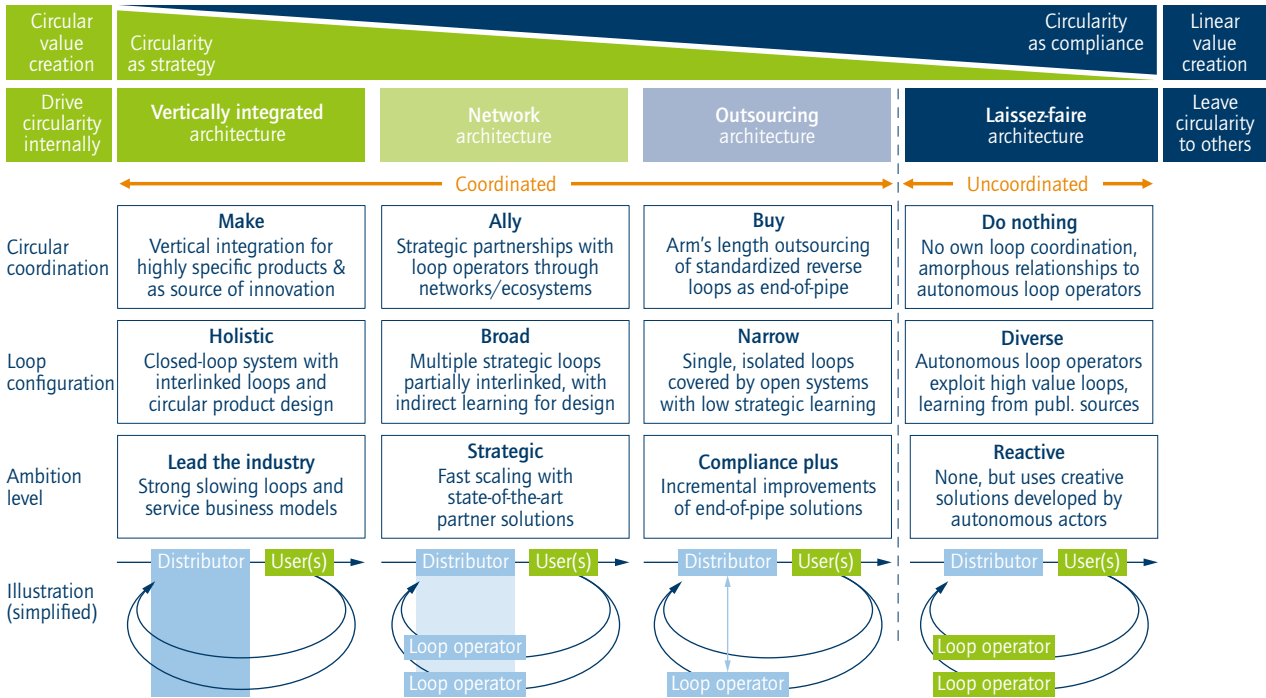 Circular
value
creation
Circularity
as strategy
Circularity
as compliance
Linear
value
creation
Drive
circularity
internally
Vertically integrated
architecture
Network
architecture
Outsourcing
architecture
Laissez-faire
architecture
Leave
circularity
to others
Coordinated
Uncoordinated
Circular
coordination
Make
Vertical integration for
highly specific products &
as source of innovation
Ally
Strategic partnerships with
loop operators through
networks/ecosystems
Buy
Arm's length outsourcing
of standardized reverse
loops as end-of-pipe
Do nothing
No own loop coordination,
amorphous relationships to
autonomous loop operators
Loop
configuration
Holistic
Closed-loop system with
interlinked loops and
circular product design
Broad
Multiple strategic loops
partially interlinked, with
indirect learning for design
Narrow
Single, isolated loops
covered by open systems
with low strategic learning
Diverse
Autonomous loop operators
exploit high value loops,
learning from publ. sources
Ambition
level
Lead the industry
Strong slowing loops and
service business models
Strategic
Fast scaling with
state-of-the-art
partner solutions
Compliance plus
Incremental improvements
of end-of-pipe solutions
Reactive
None, but uses creative
solutions developed by
autonomous actors
Illustration
(simplified)
Distributor
User(s)
Distributor
User(s)
Loop operator
Loop operator
Distributor
User(s)
Loop operator
Distributor
User(s)
Loop operator
Loop operator